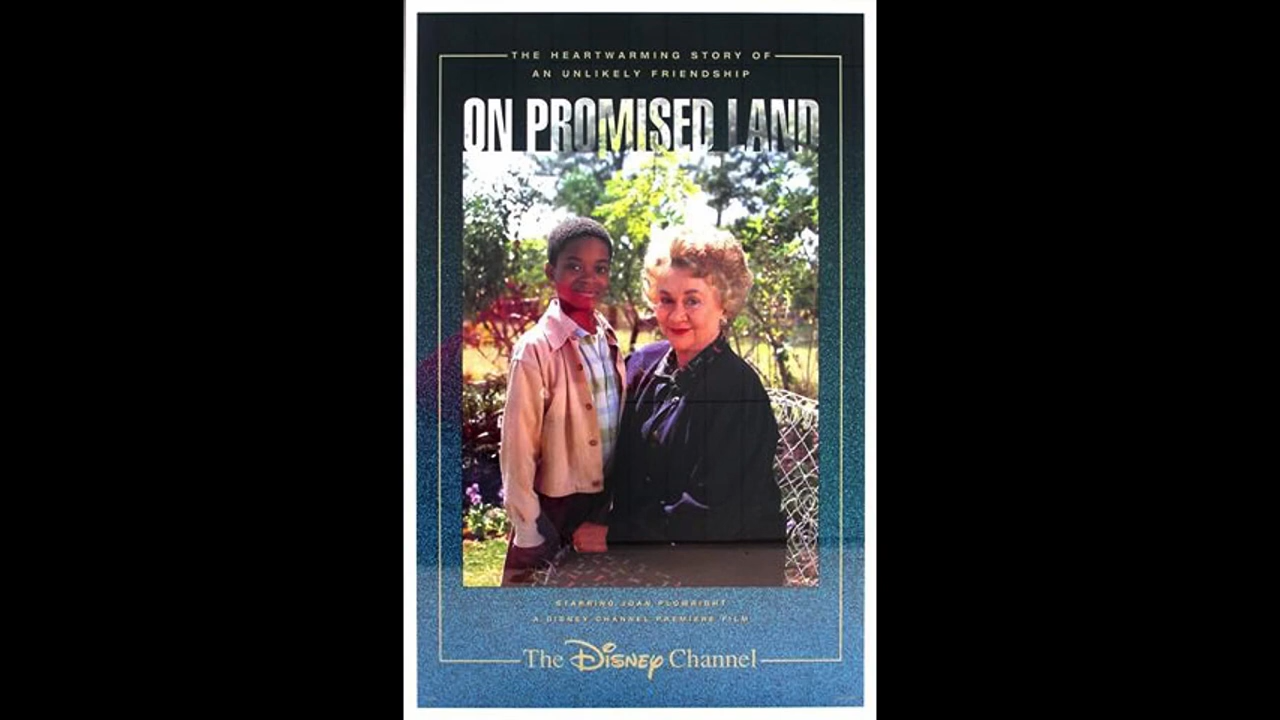 THE HEARTWARMING STORY OF
AN UNLIKELY FRIENDSHIP
ON PROMISED LAND
STARRING JOAN PLOWRIGHT
A DISNEY CHANNEL PREMIERE FILM
The Disney Channel